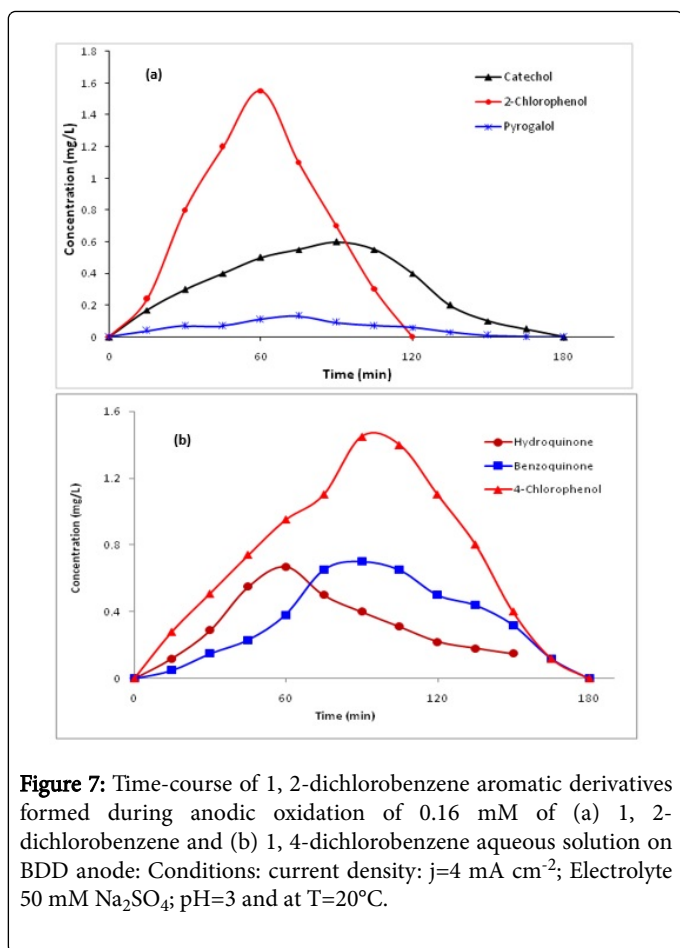 1.8
1.6
1.4
1.2
1
0.8
0.6
0.4
0.2
0
Concentration (mg/L)
(a)
Catechol
2-Chlorophenol
Pyrogalol
0 60 120 180
Time (min)
1.6
1.2
0.8
0.4
0
Concentration (mg/L)
(b)
Hydroquinone
Benzoquinone
4-Chlorophenol
0 60 120 180
Time (min)
Figure 7: Time-course of 1, 2-dichlorobenzene aromatic derivatives
formed during anodic oxidation of 0.16 mM of (a) 1, 2-
dichlorobenzene and (b) 1, 4-dichlorobenzene aqueous solution on
BDD anode: Conditions: current density: j=4 mA cm⁻²; Electrolyte
50 mM Na₂SO₄; pH=3 and at T=20°C.